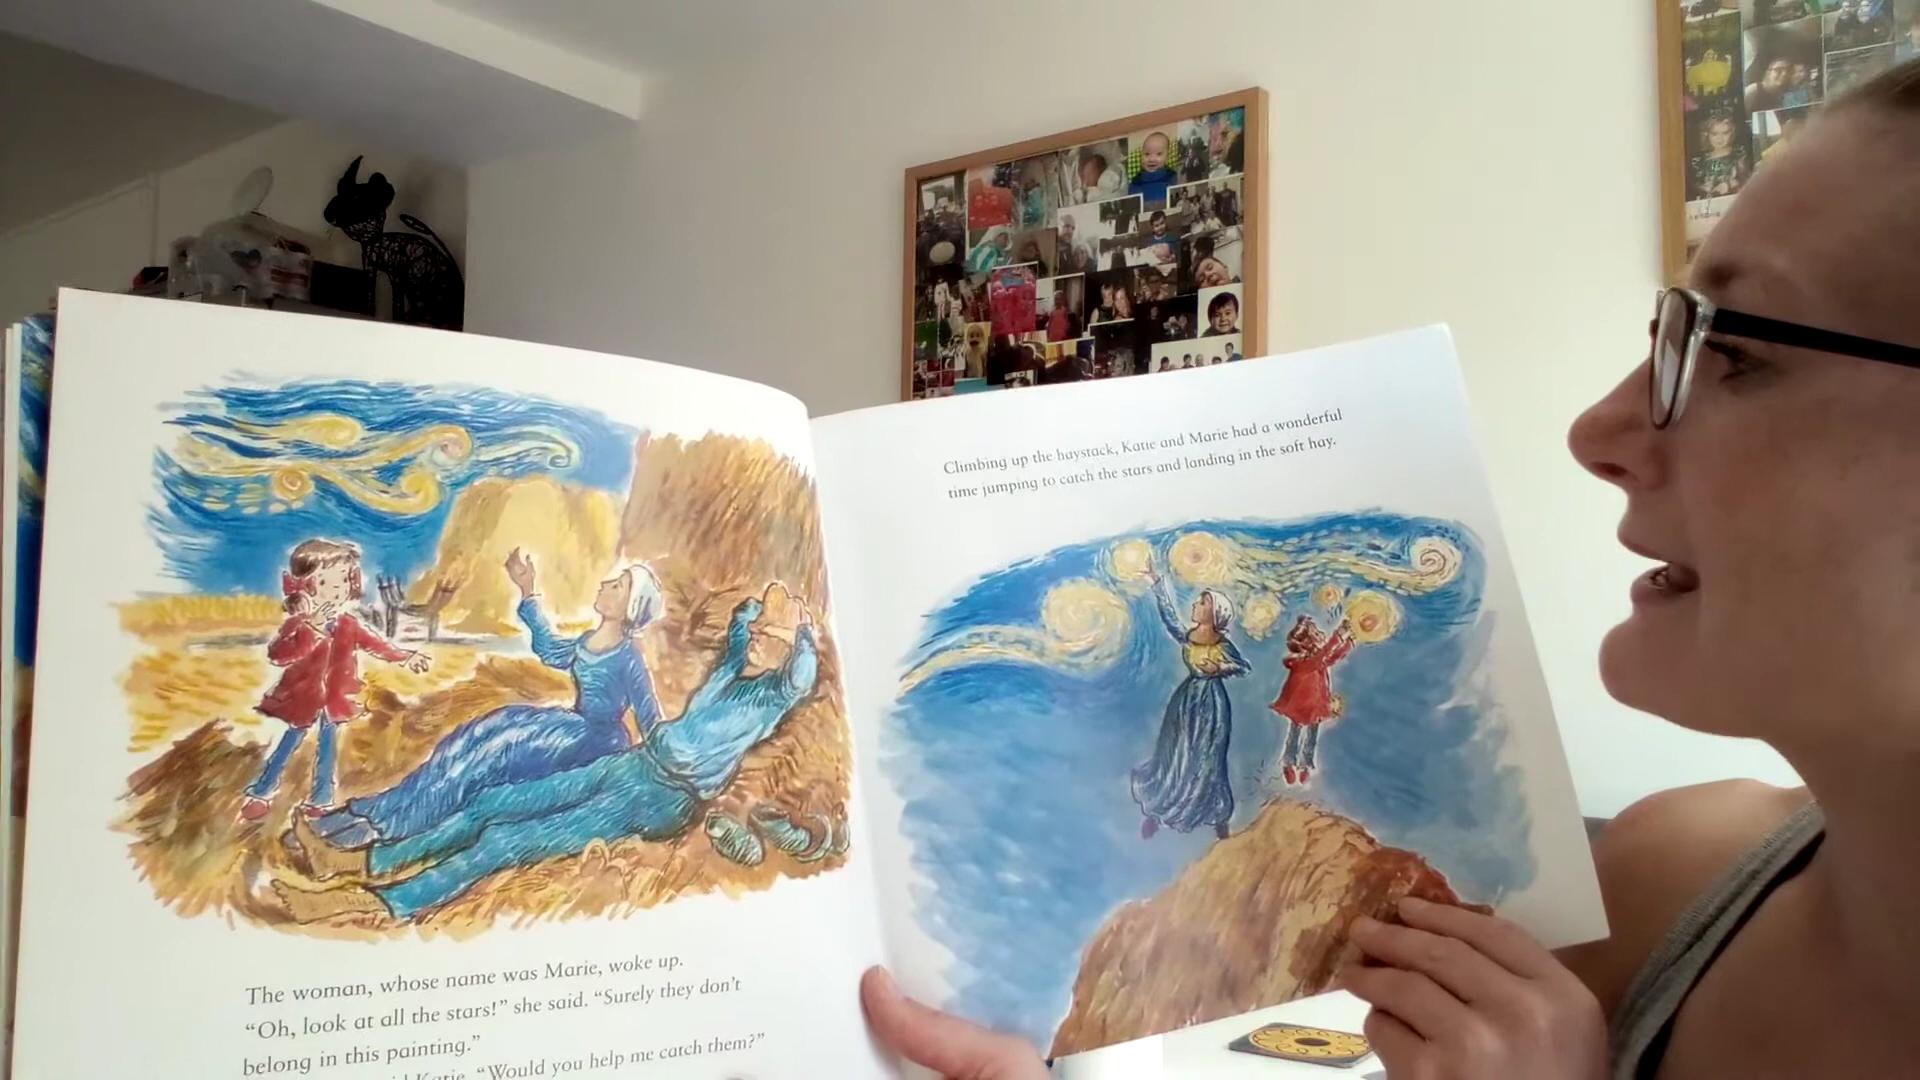 The woman, whose name was Marie, woke up.
“Oh, look at all the stars!” she said. “Surely they don’t
belong in this painting.”
Katie. “Would you help me catch them?”
Climbing up the haystack, Katie and Marie had a wonderful
time jumping to catch the stars and landing in the soft hay.